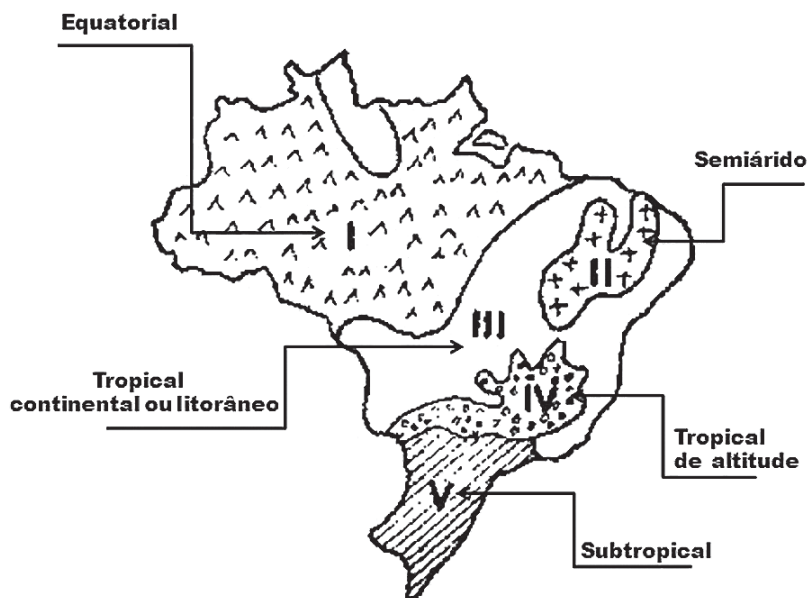 Equatorial
Semiárido
I
II
III
Tropical
continental ou litorâneo
IV
Tropical
de altitude
V
Subtropical